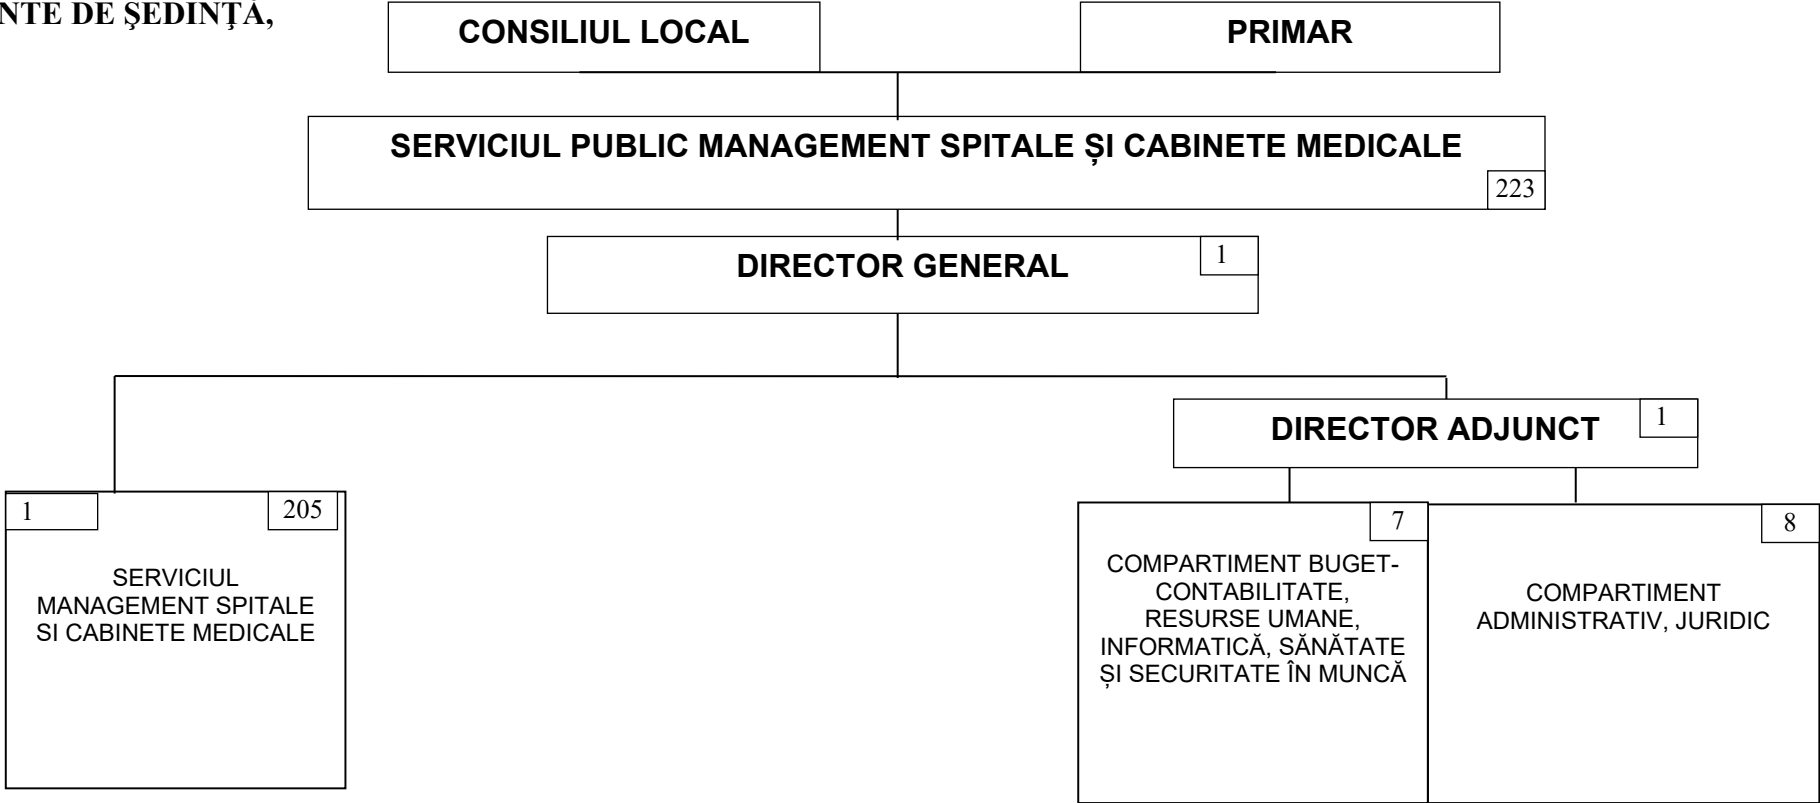 NTE DE ŞEDINŢĂ,
CONSILIUL LOCAL
PRIMAR
SERVICIUL PUBLIC MANAGEMENT SPITALE ȘI CABINETE MEDICALE
223
DIRECTOR GENERAL
1
DIRECTOR ADJUNCT
1
1
205
SERVICIUL
MANAGEMENT SPITALE
SI CABINETE MEDICALE
7
COMPARTIMENT BUGET-
CONTABILITATE,
RESURSE UMANE,
INFORMATICĂ, SĂNĂTATE
ȘI SECURITATE ÎN MUNCĂ
8
COMPARTIMENT
ADMINISTRATIV, JURIDIC